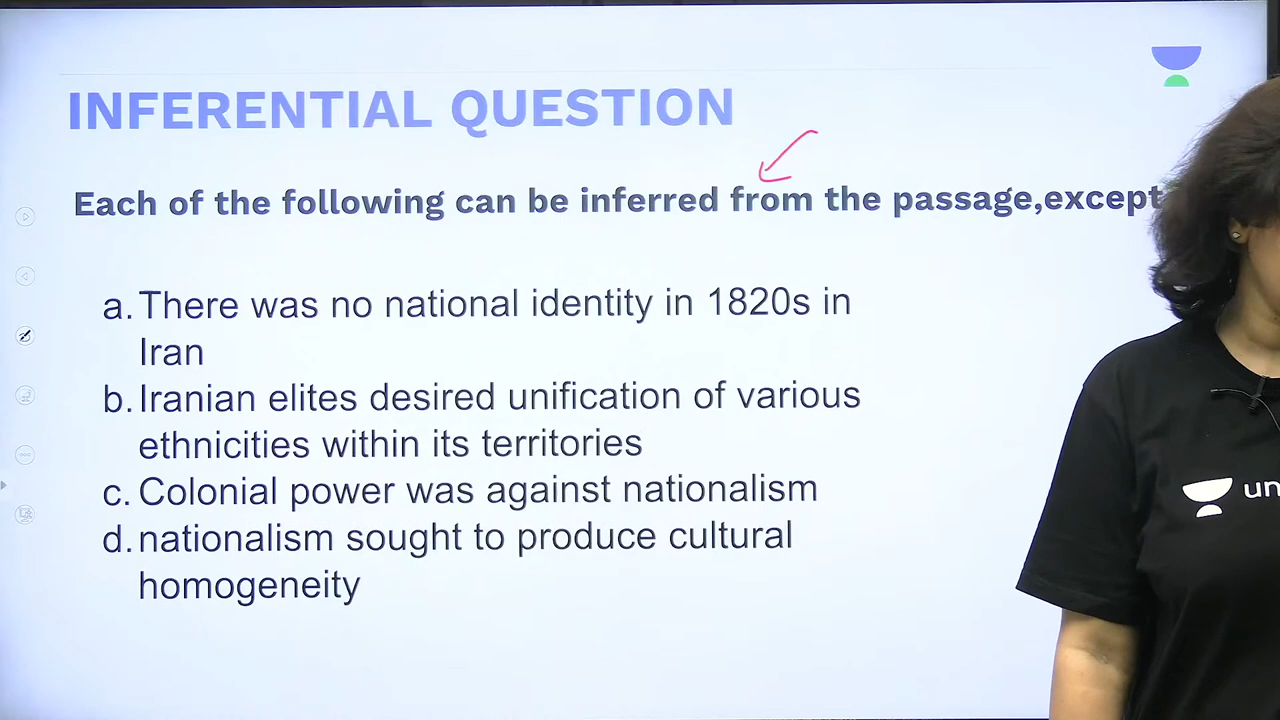 INFERENTIAL QUESTION
Each of the following can be inferred from the passage,except
a. There was no national identity in 1820s in
Iran
b. Iranian elites desired unification of various
ethnicities within its territories
c. Colonial power was against nationalism
d. nationalism sought to produce cultural
homogeneity
un